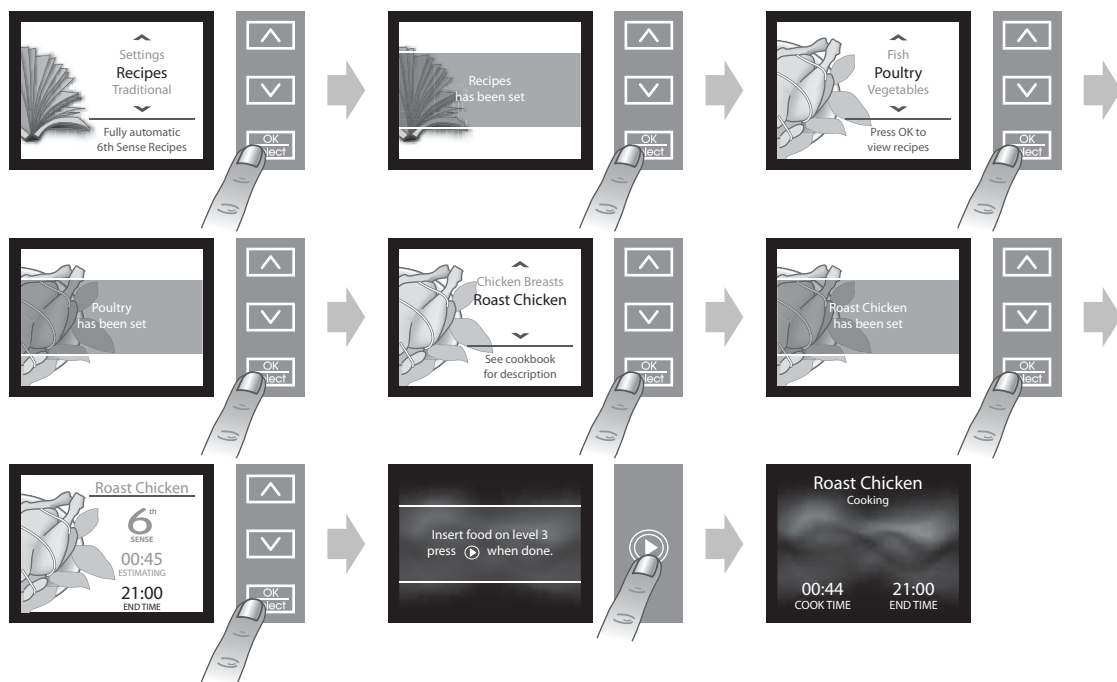 Settings
Recipes
Traditional
Fully automatic
6th Sense Recipes
OK
Recipes
has been set
OK
Fish
Poultry
Vegetables
Press OK to
view recipes
OK
Poultry
has been set
OK
Chicken Breasts
Roast Chicken
See cookbook
for description
OK
Roast Chicken
has been set
OK
Roast Chicken
6th
SENSE
00:45
ESTIMATING
21:00
END TIME
OK
Insert food on level 3
press when done.
Roast Chicken
Cooking
00:44 21:00
COOK TIME END TIME